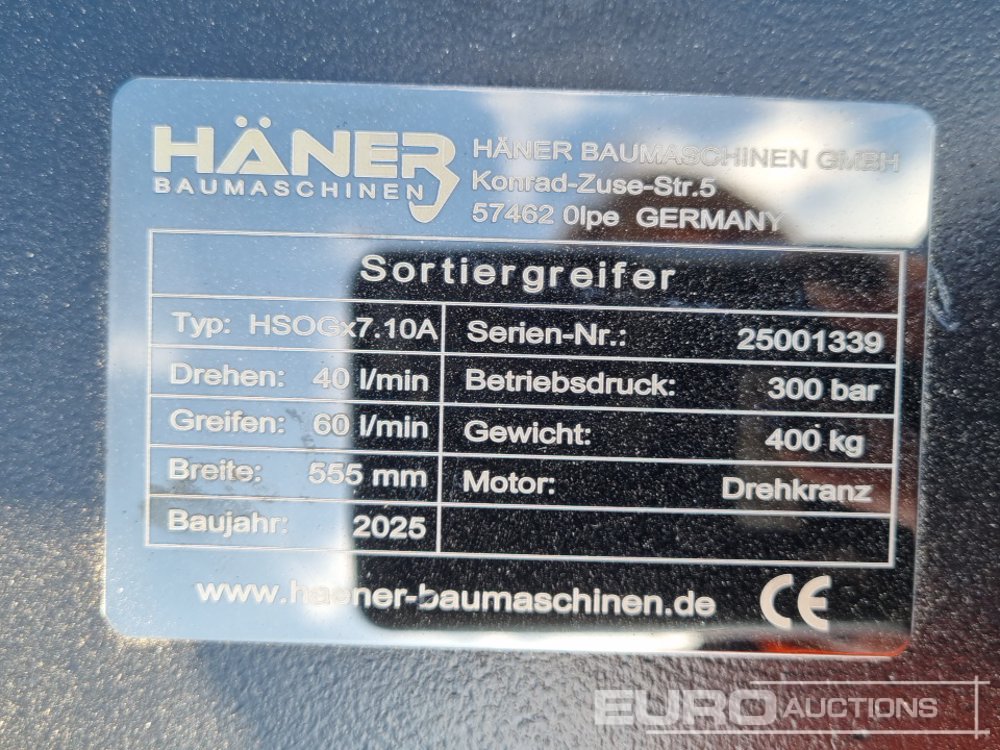 HÄNER
BAUMASCHINEN
HÄNER BAUMASCHINEN GMBH
Konrad-Zuse-Str.5
57462 Olpe GERMANY
Sortiergreifer
Typ: HSOGx7.10A
Serien-Nr.: 25001339
Drehen: 40 l/min
Betriebsdruck: 300 bar
Greifen: 60 l/min
Gewicht: 400 kg
Breite: 555 mm
Motor: Drehkranz
Baujahr: 2025
www.haener-baumaschinen.de CE
EURO AUCTIONS